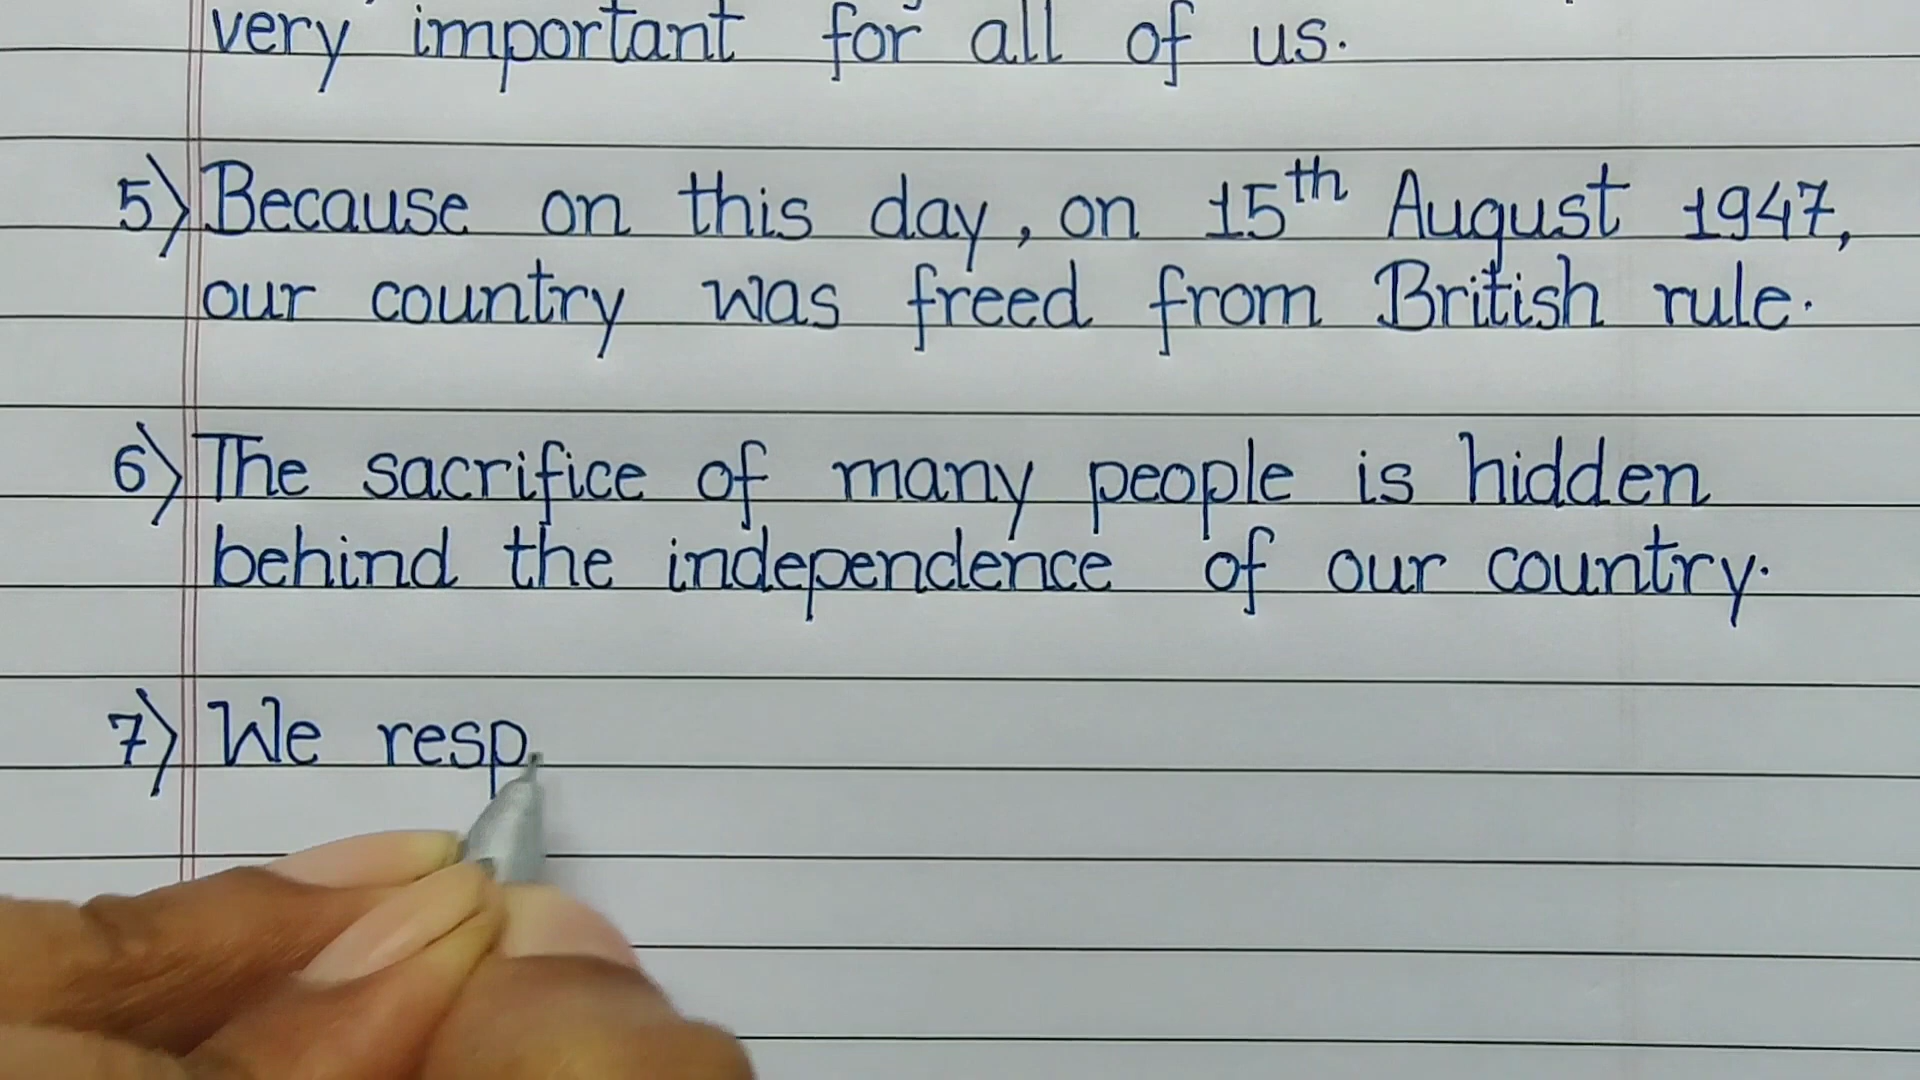 very important for all of us.
5) Because on this day, on 15th August 1947,
our country was freed from British rule.
6) The sacrifice of many people is hidden
behind the independence of our country.
7) We resp